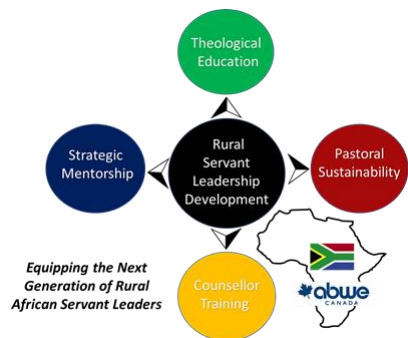 Theological
Education
Rural
Servant
Leadership
Development
Strategic
Mentorship
Pastoral
Sustainability
Equipping the Next
Generation of Rural
African Servant Leaders
Counsellor
Training
abwe
CANADA